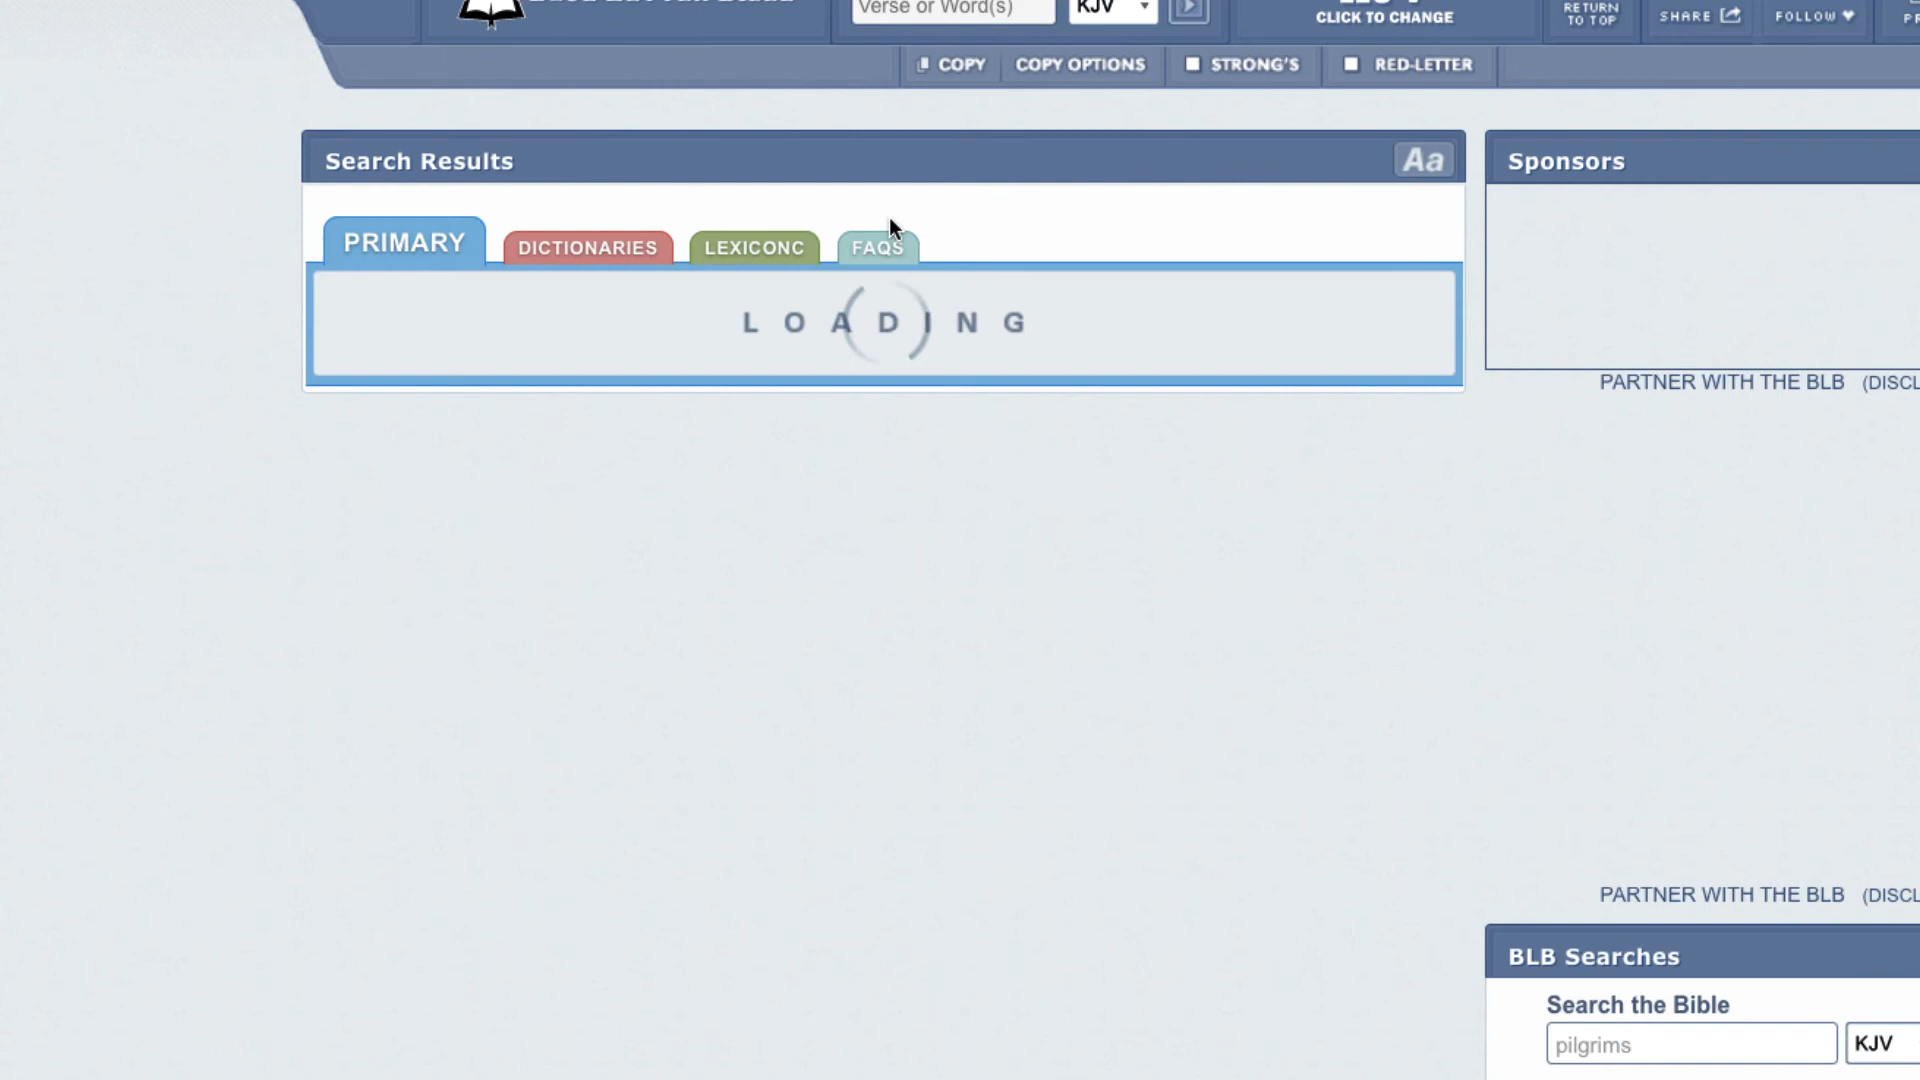 Verse or Word(s)
KJV
CLICK TO CHANGE
RETURN
TO TOP
SHARE
FOLLOW
COPY
COPY OPTIONS
STRONG'S
RED-LETTER
Search Results
Aa
Sponsors
PRIMARY
DICTIONARIES
LEXICONC
FAQS
LOADING
PARTNER WITH THE BLB
PARTNER WITH THE BLB
BLB Searches
Search the Bible
pilgrims
KJV